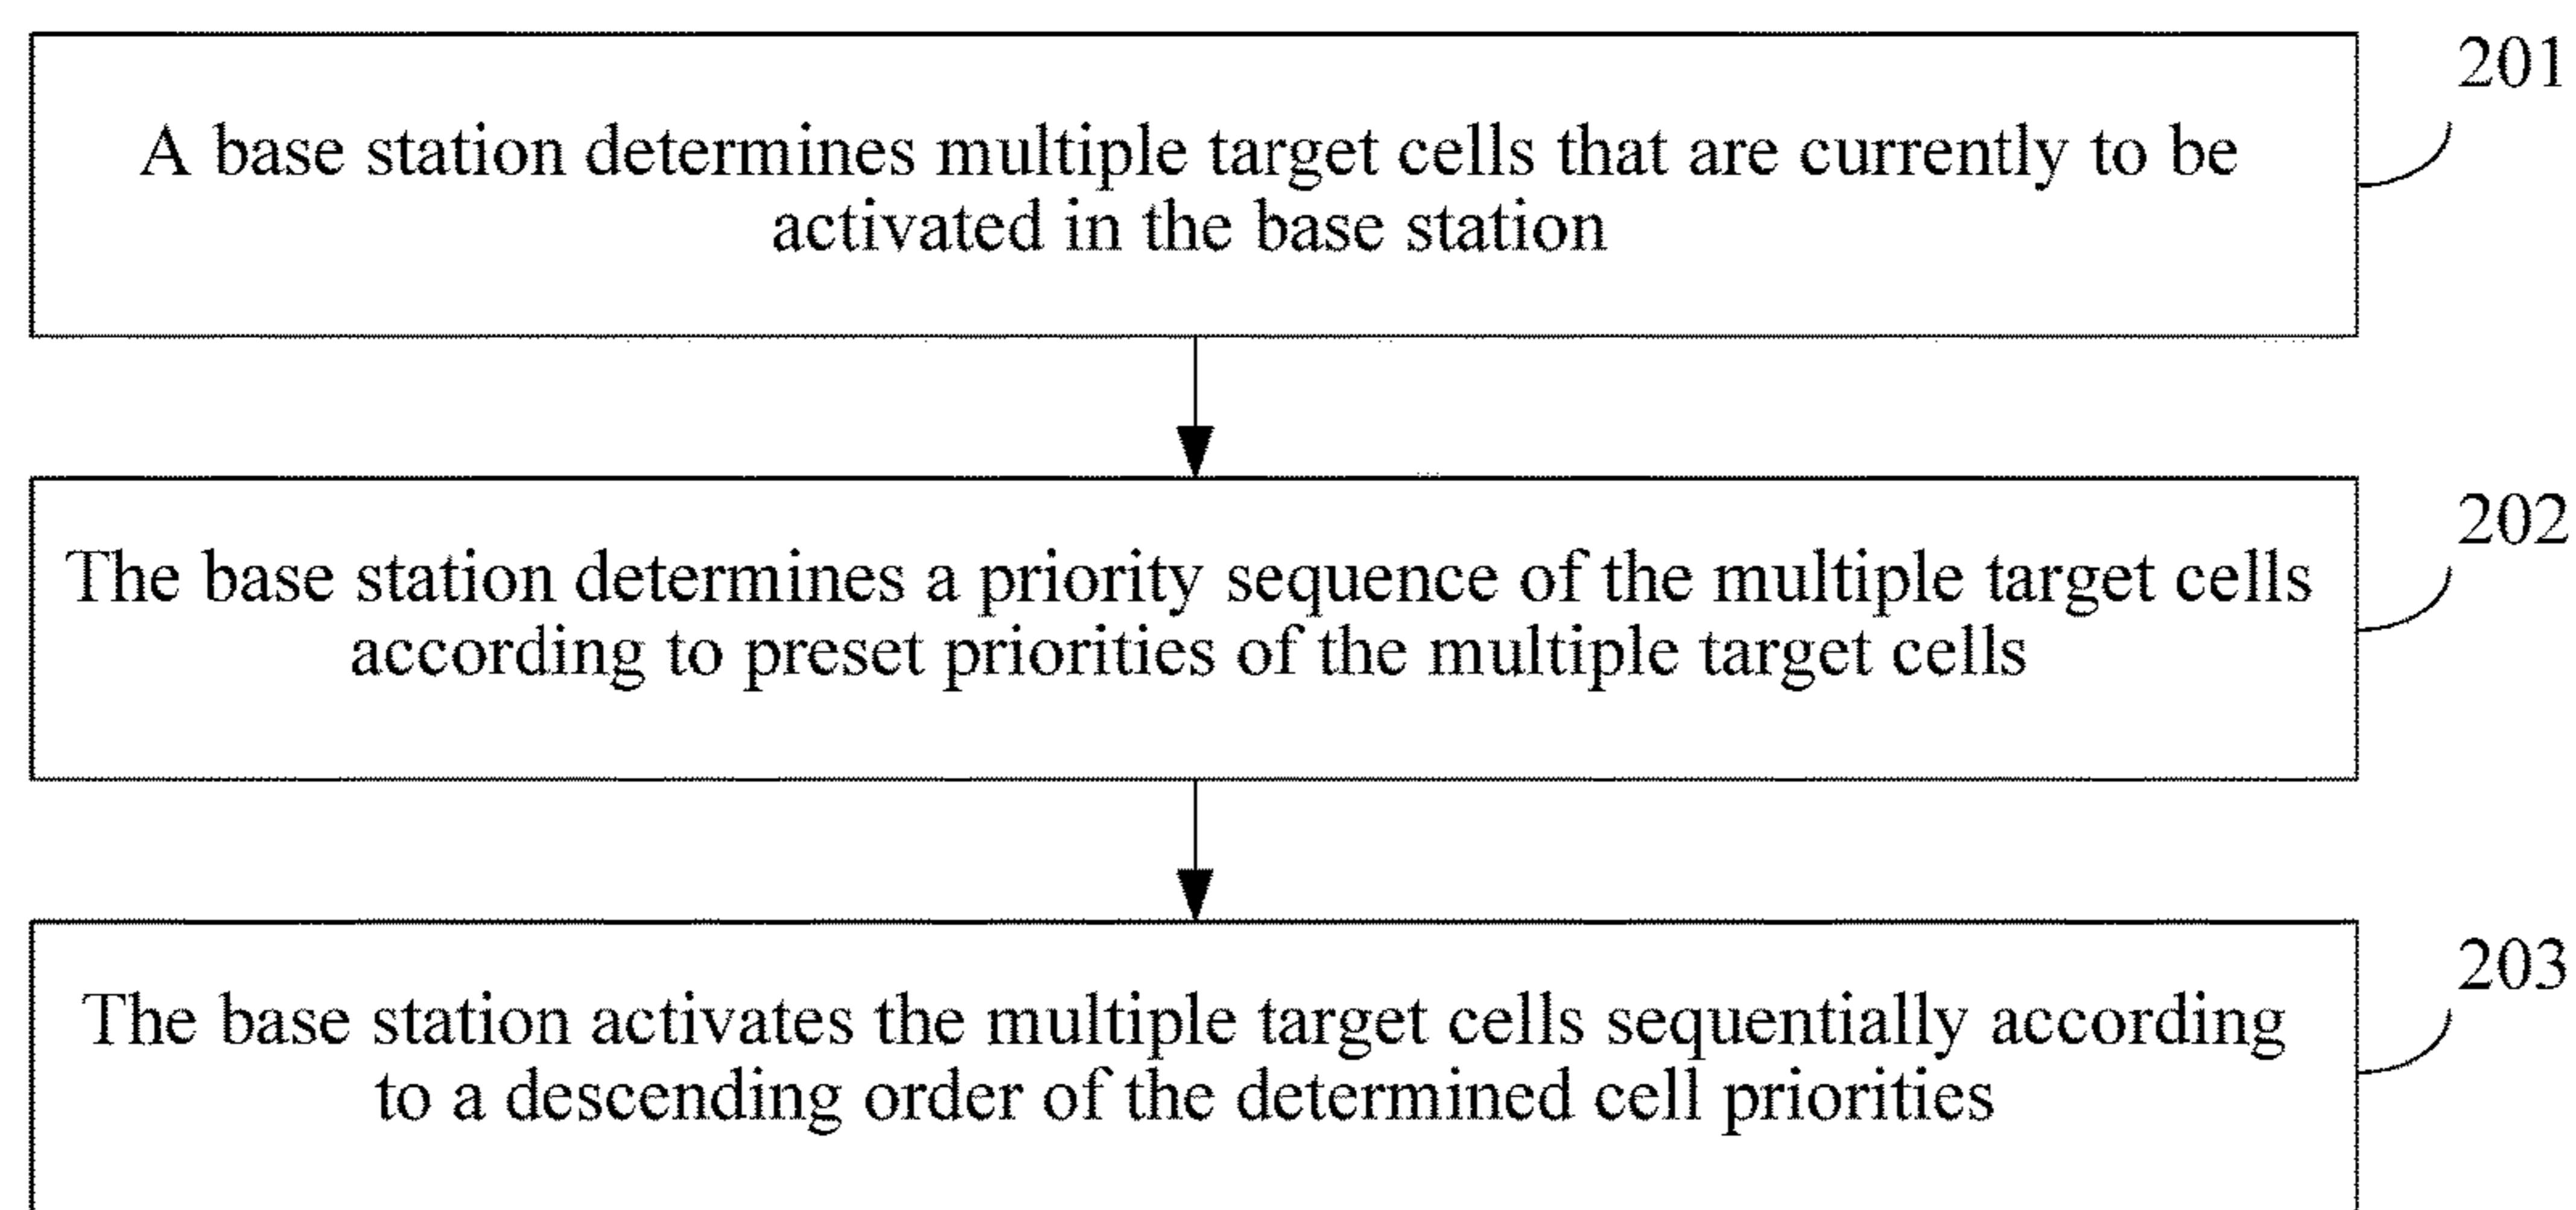 201
A base station determines multiple target cells that are currently to be
activated in the base station
202
The base station determines a priority sequence of the multiple target cells
according to preset priorities of the multiple target cells
203
The base station activates the multiple target cells sequentially according
to a descending order of the determined cell priorities